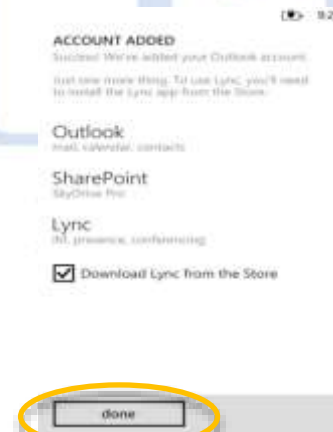 9:2
ACCOUNT ADDED
Success! We've added your Outlook account.
Just one more thing. To use Lync, you'll need
to install the Lync app from the Store.
Outlook
mail, calendar, contacts
SharePoint
SkyDrive Pro
Lync
IM, presence, conferencing
Download Lync from the Store
done